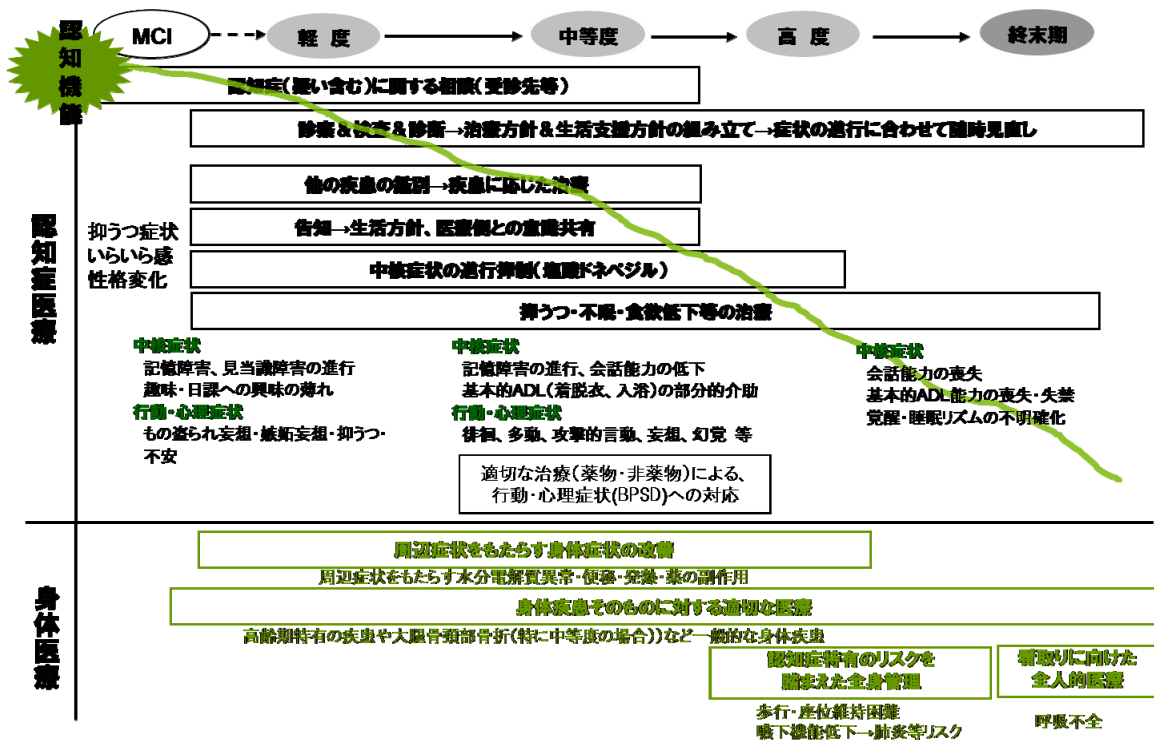 認知機能
MCI
軽度
中等度
高度
終末期
認知症(疑い含む)に関する相談(受診先等)
診察&検査&診断→治療方針&生活支援方針の組み立て→症状の進行に合わせて随時見直し
認知症医療
他の疾患の鑑別→疾患に応じた治療
告知→生活方針、医療側との意識共有
抑うつ症状
いらいら感
性格変化
中核症状の進行抑制(塩酸ドネペジル)
抑うつ・不眠・食欲低下等の治療
中核症状
記憶障害、見当識障害の進行
趣味・日課への興味の薄れ
行動・心理症状
もの盗られ妄想・嫉妬妄想・抑うつ・
不安
中核症状
記憶障害の進行、会話能力の低下
基本的ADL(着脱衣、入浴)の部分的介助
行動・心理症状
徘徊、多動、攻撃的言動、妄想、幻覚 等
適切な治療(薬物・非薬物)による、
行動・心理症状(BPSD)への対応
中核症状
会話能力の喪失
基本的ADL能力の喪失・失禁
覚醒・睡眠リズムの不明確化
身体医療
周辺症状をもたらす身体症状の改善
周辺症状をもたらす水分電解質異常・便秘・発熱・薬の副作用
身体疾患そのものに対する適切な医療
高齢期特有の疾患や大腿骨頸部骨折(特に中等度の場合))など一般的な身体疾患
認知症特有のリスクを
踏まえた全身管理
歩行・座位維持困難
嚥下機能低下→肺炎等リスク
看取りに向けた
全人的医療
呼吸不全